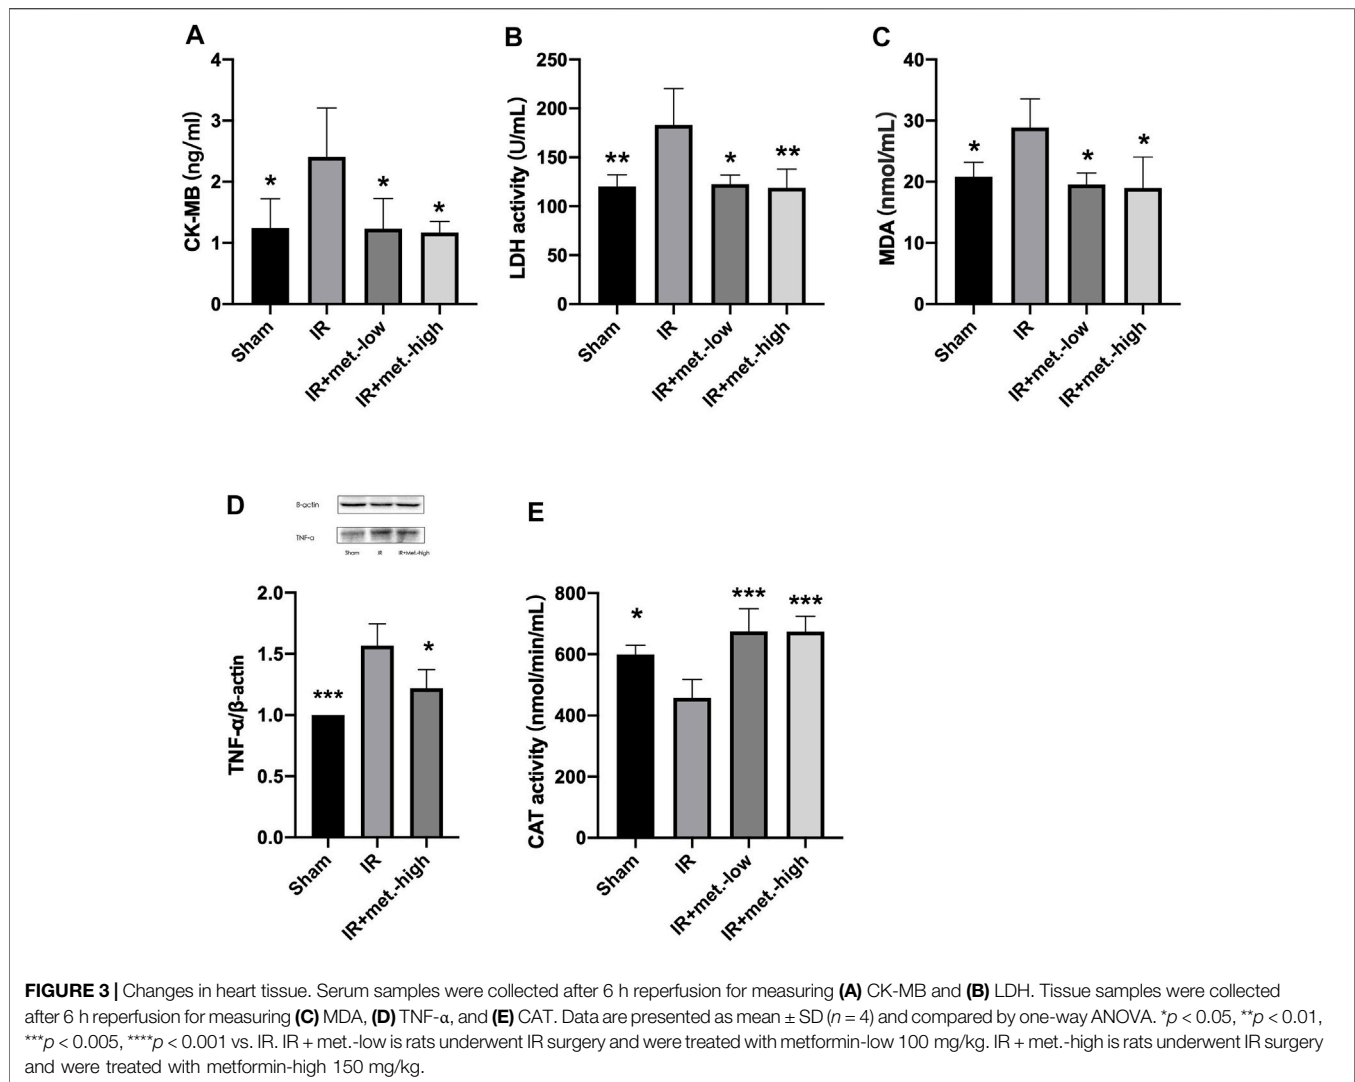 A
CK-MB (ng/ml)
4
3
2
1
0
*
*
*
Sham
IR
IR+met.-low
IR+met.-high
B
LDH activity (U/mL)
250
200
150
100
50
0
**
*
**
Sham
IR
IR+met.-low
IR+met.-high
C
MDA (nmol/mL)
40
30
20
10
0
*
*
*
Sham
IR
IR+met.-low
IR+met.-high
D
β-actin
TNF-α
Sham IR IR+Met.-high
TNF-α/β-actin
2.0
1.5
1.0
0.5
0.0
***
*
Sham
IR
IR+met.-high
E
CAT activity (nmol/min/mL)
800
600
400
200
0
*
***
***
Sham
IR
IR+met.-low
IR+met.-high
FIGURE 3 | Changes in heart tissue. Serum samples were collected after 6 h reperfusion for measuring (A) CK-MB and (B) LDH. Tissue samples were collected
after 6 h reperfusion for measuring (C) MDA, (D) TNF-α, and (E) CAT. Data are presented as mean ± SD (n = 4) and compared by one-way ANOVA. *p < 0.05, **p < 0.01,
***p < 0.005, ****p < 0.001 vs. IR. IR + met.-low is rats underwent IR surgery and were treated with metformin-low 100 mg/kg. IR + met.-high is rats underwent IR surgery
and were treated with metformin-high 150 mg/kg.